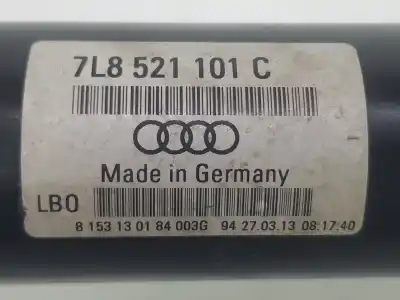 7L8 521 101 C
Made in Germany
LBO
8 153 13 01 84 003G 94 27.03.13 08:17:40